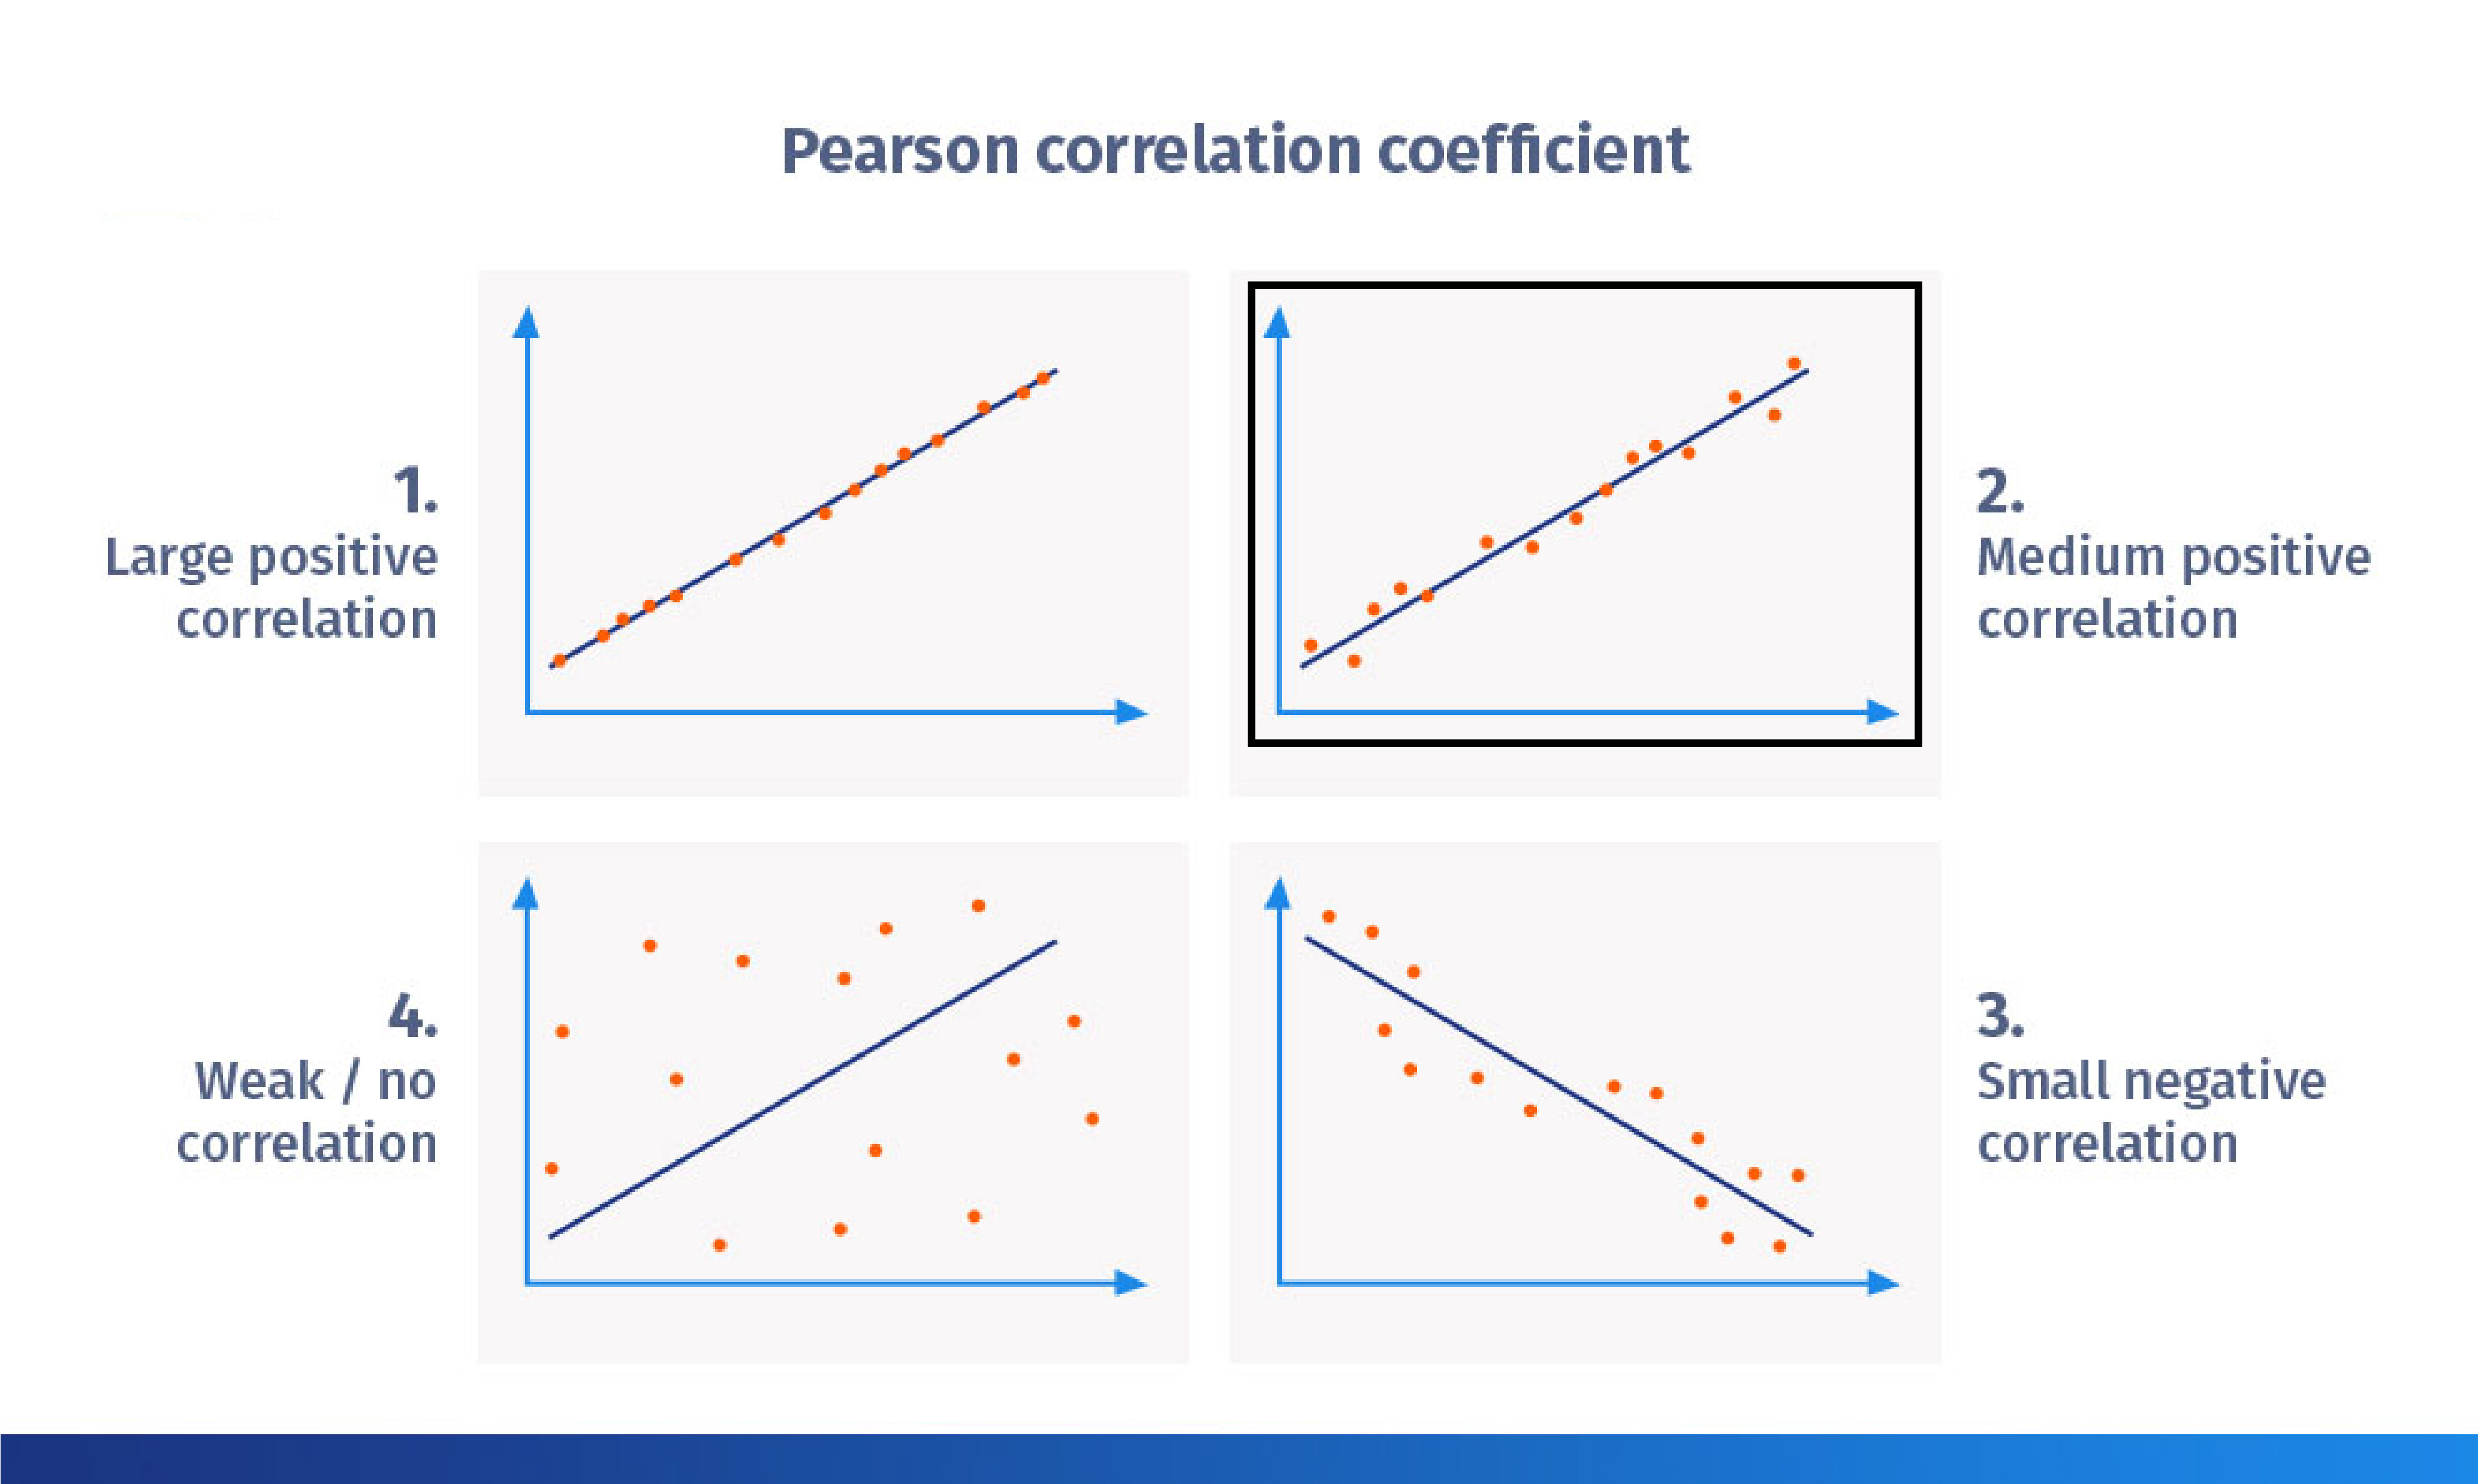 Pearson correlation coefficient
1.
Large positive
correlation
2.
Medium positive
correlation
4.
Weak / no
correlation
3.
Small negative
correlation